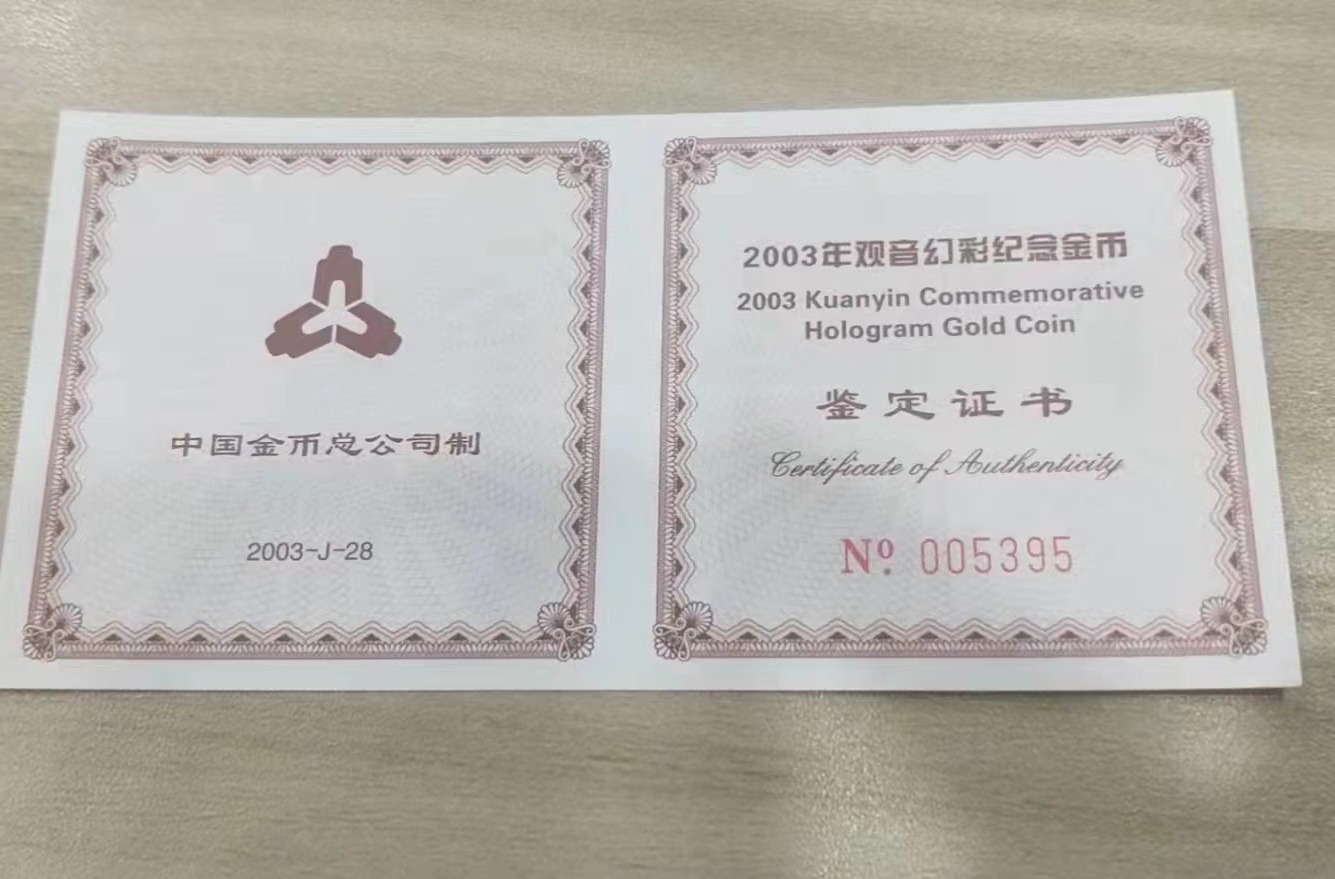 中国金币总公司制
2003-J-28
2003年观音幻彩纪念金币
2003 Kuanyin Commemorative
Hologram Gold Coin
鉴定证书
Certificate of Authenticity
Nº 005395